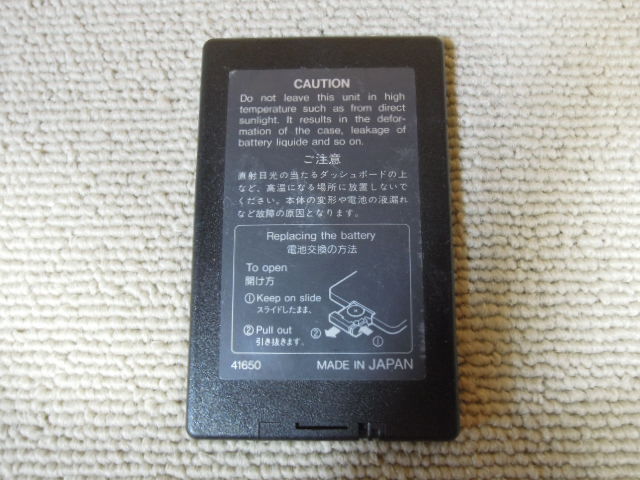 CAUTION
Do not leave this unit in high
temperature such as from direct
sunlight. It results in the defor-
mation of the case, leakage of
battery liquide and so on.
ご注意
直射日光の当たるダッシュボードの上
など、高温になる場所に放置しないで
ください。本体の変形や電池の液漏れ
など故障の原因となります。
Replacing the battery
電池交換の方法
To open
開け方
① Keep on slide
スライドしたまま、
② Pull out
引き抜きます。
②
①
41650 MADE IN JAPAN